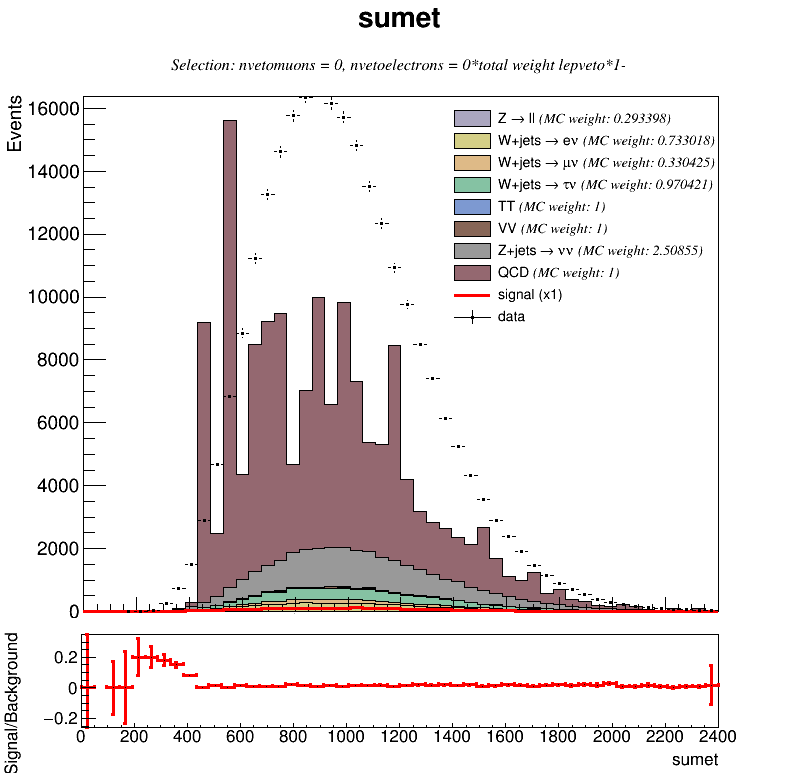 sumet
Selection: nvetomuons = 0, nvetoelectrons = 0*total weight lepveto*1-
Events
16000
14000
12000
10000
8000
6000
4000
2000
0
Z → ll (MC weight: 0.293398)
W+jets → eν (MC weight: 0.733018)
W+jets → μν (MC weight: 0.330425)
W+jets → τν (MC weight: 0.970421)
TT (MC weight: 1)
VV (MC weight: 1)
Z+jets → νν (MC weight: 2.50855)
QCD (MC weight: 1)
signal (x1)
data
Signal/Background
0.2
0
−0.2
0 200 400 600 800 1000 1200 1400 1600 1800 2000 2200 2400
sumet